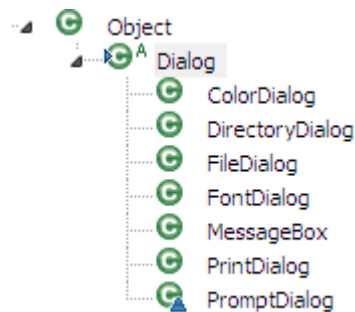 Object
A Dialog
ColorDialog
DirectoryDialog
FileDialog
FontDialog
MessageBox
PrintDialog
PromptDialog